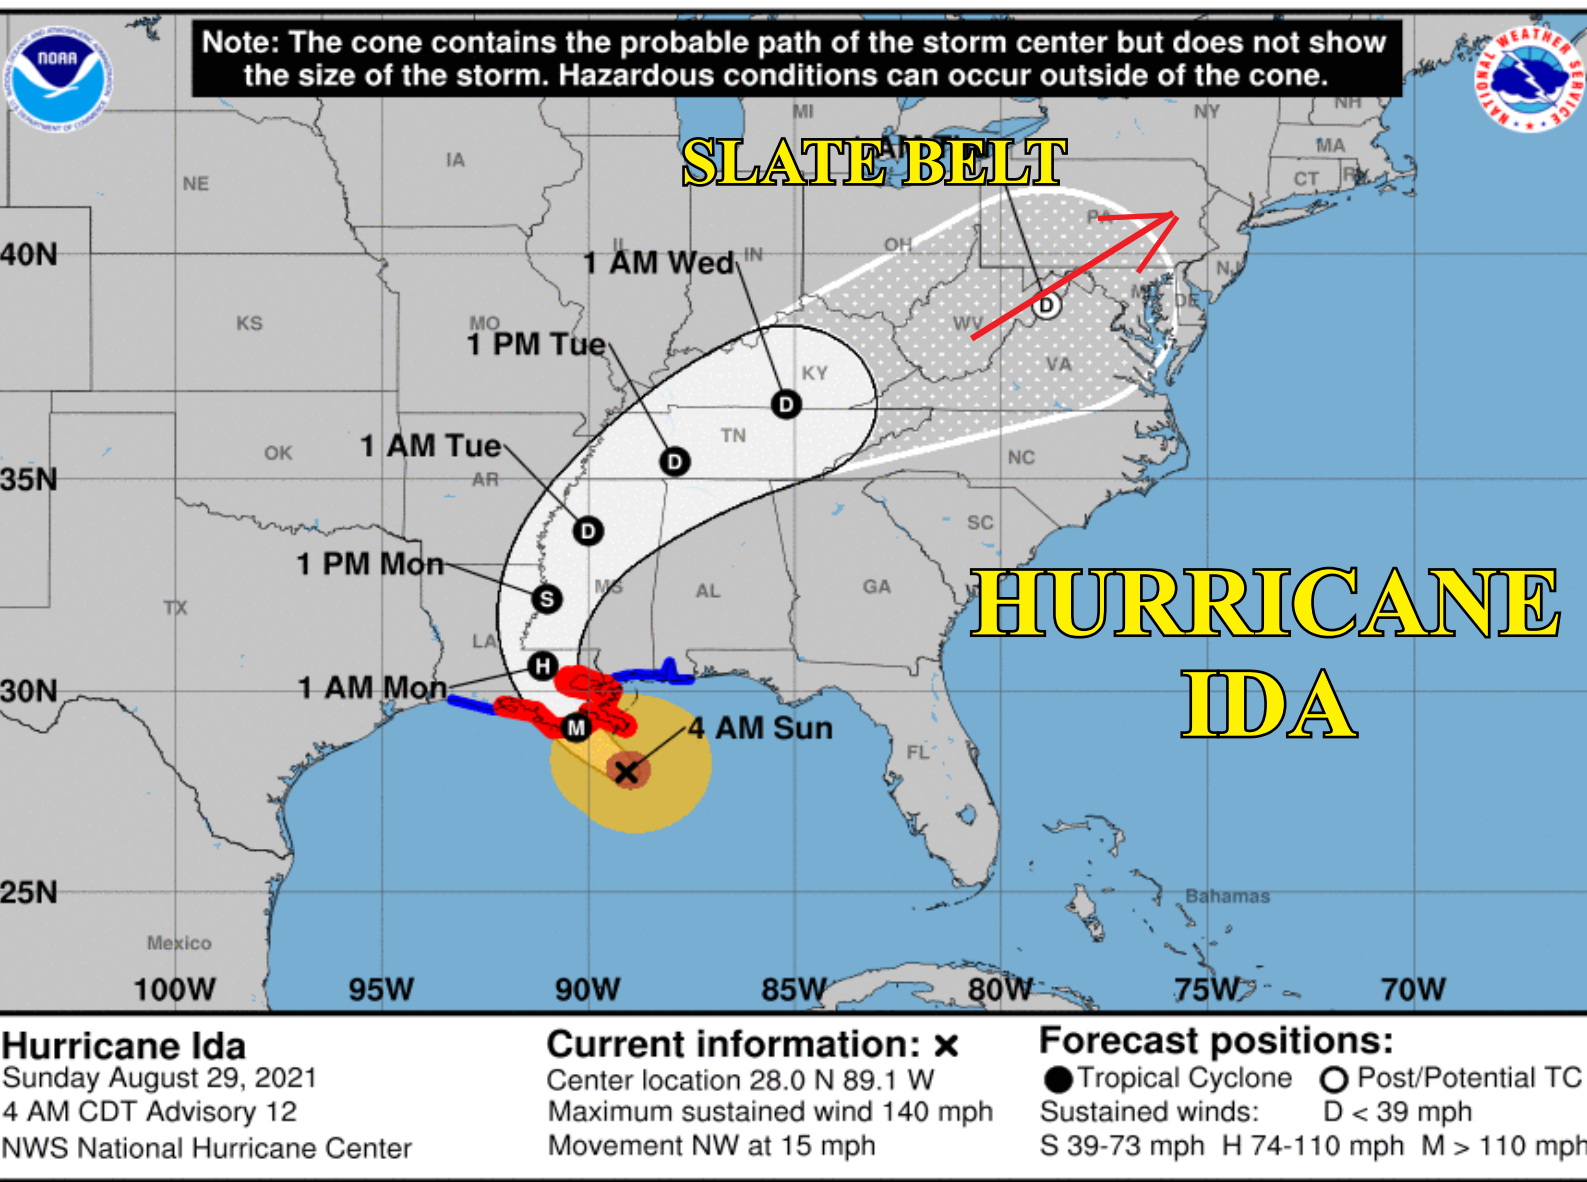 Note: The cone contains the probable path of the storm center but does not show
the size of the storm. Hazardous conditions can occur outside of the cone.
NOAA
NATIONAL WEATHER SERVICE
SLATE BELT
MI
NY
NH
MA
CT
IA
NE
PA
OH
IL
IN
40N
1 AM Wed
NJ
DE
D
WV
KS
MO
1 PM Tue
VA
KY
D
TN
1 AM Tue
OK
D
NC
35N
AR
D
SC
1 PM Mon
MS
AL
GA
S
TX
HURRICANE
IDA
LA
H
1 AM Mon
30N
M
4 AM Sun
FL
25N
Bahamas
Mexico
100W 95W 90W 85W 80W 75W 70W
Hurricane Ida
Sunday August 29, 2021
4 AM CDT Advisory 12
NWS National Hurricane Center
Current information: ×
Center location 28.0 N 89.1 W
Maximum sustained wind 140 mph
Movement NW at 15 mph
Forecast positions:
Tropical Cyclone Post/Potential TC
Sustained winds: D < 39 mph
S 39-73 mph H 74-110 mph M > 110 mph